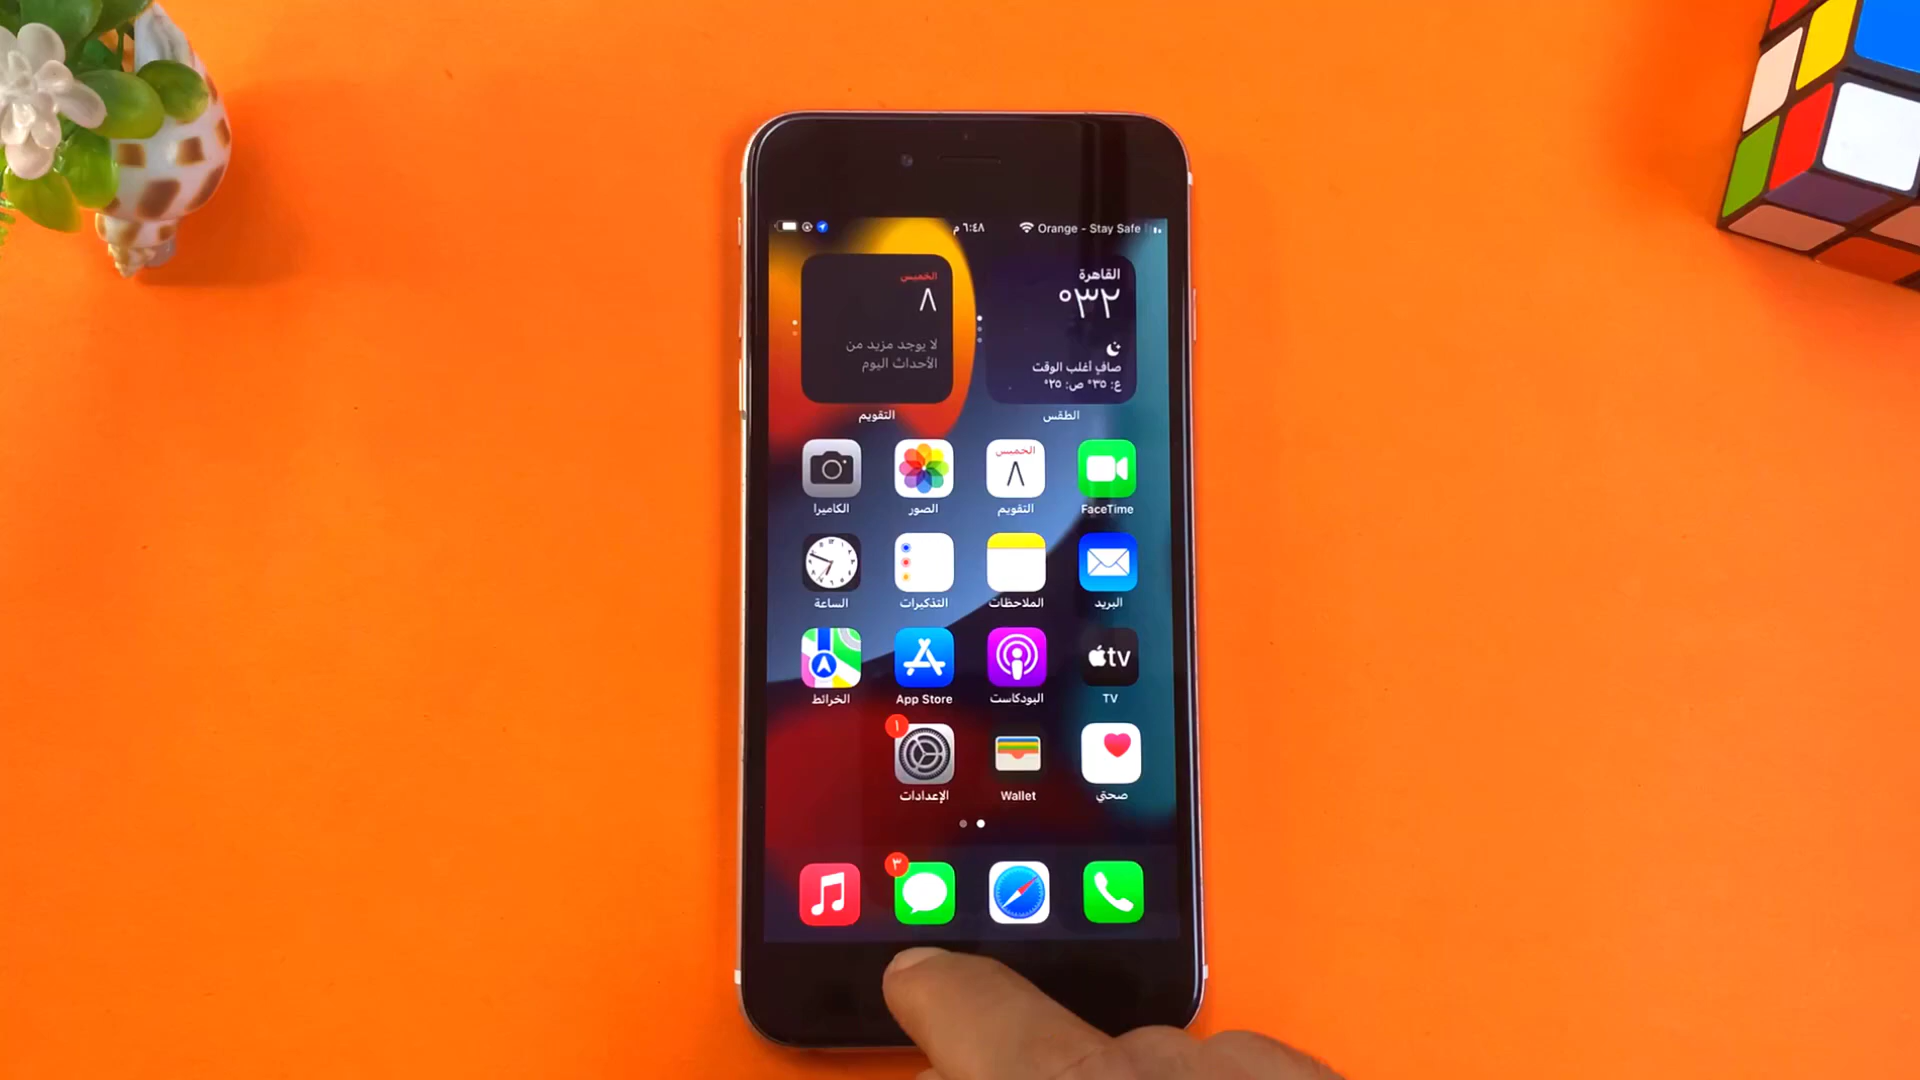 Orange - Stay Safe
٦:٤٨ م
القاهرة
٣٢°
صافٍ أغلب الوقت
ع: ٣٥° ص: ٢٥°
الطقس
الخميس
٨
لا يوجد مزيد من
الأحداث اليوم
التقويم
FaceTime
الخميس
٨
التقويم
الصور
الكاميرا
البريد
الملاحظات
التذكيرات
الساعة
tv
TV
البودكاست
App Store
الخرائط
صحتي
Wallet
١
الإعدادات
٣